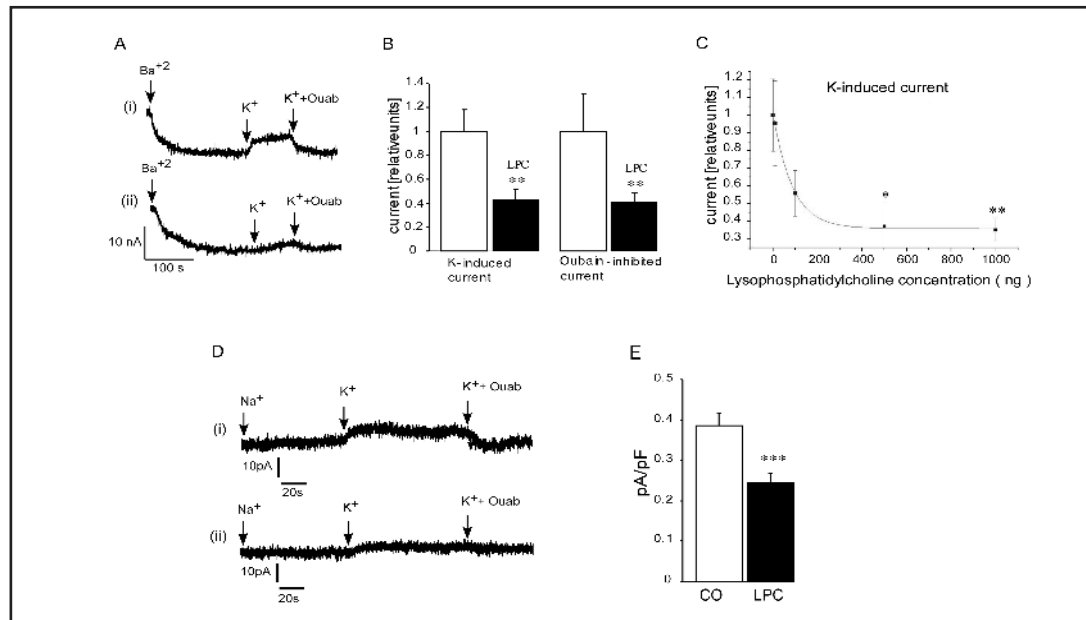 A
Ba+2
(i)
K+
K++Ouab
Ba+2
(ii)
K+
K++Ouab
10 nA
100 s
B
current [relativeunits]
1.4
1.2
1
0.8
0.6
0.4
0.2
0
LPC
**
LPC
**
K-induced
current
Oubain -inhibited
current
C
K-induced current
current [relativeunits]
1.2
1.1
1.0
0.9
0.8
0.7
0.6
0.5
0.4
0.3
*
**
0
200
400
600
800
1000
Lysophosphatidylcholine concentration ( ng )
D
Na+
K+
K++ Ouab
(i)
10pA
20s
Na+
K+
K++ Ouab
(ii)
10pA
20s
E
pA/pF
0.5
0.4
0.3
0.2
0.1
0
***
CO
LPC